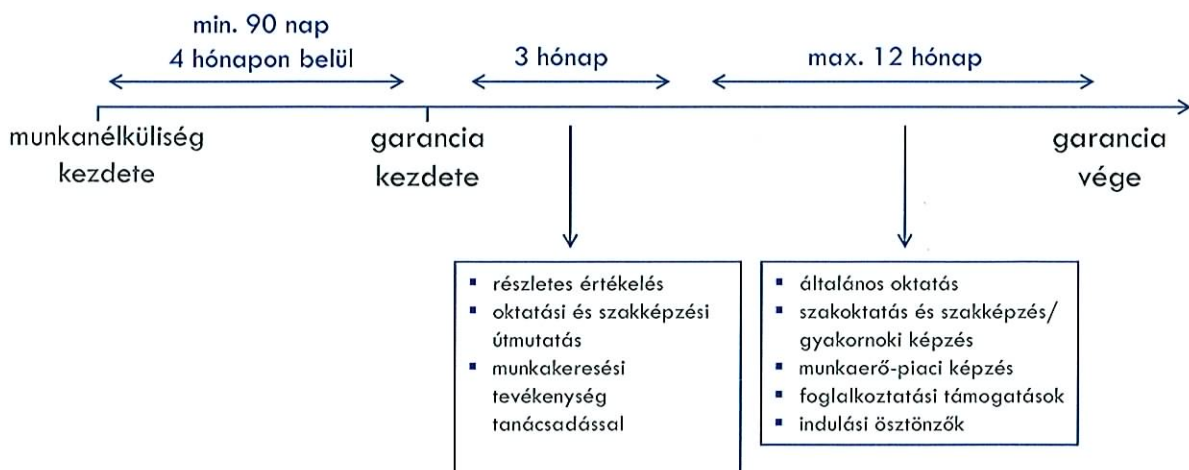 min. 90 nap
4 hónapon belül
3 hónap
max. 12 hónap
munkanélküliség
kezdete
garancia
kezdete
garancia
vége
▪ részletes értékelés
▪ oktatási és szakképzési
útmutatás
▪ munkakeresési
tevékenység
tanácsadással
▪ általános oktatás
▪ szakoktatás és szakképzés/
gyakornoki képzés
▪ munkaerő-piaci képzés
▪ foglalkoztatási támogatások
▪ indulási ösztönzők